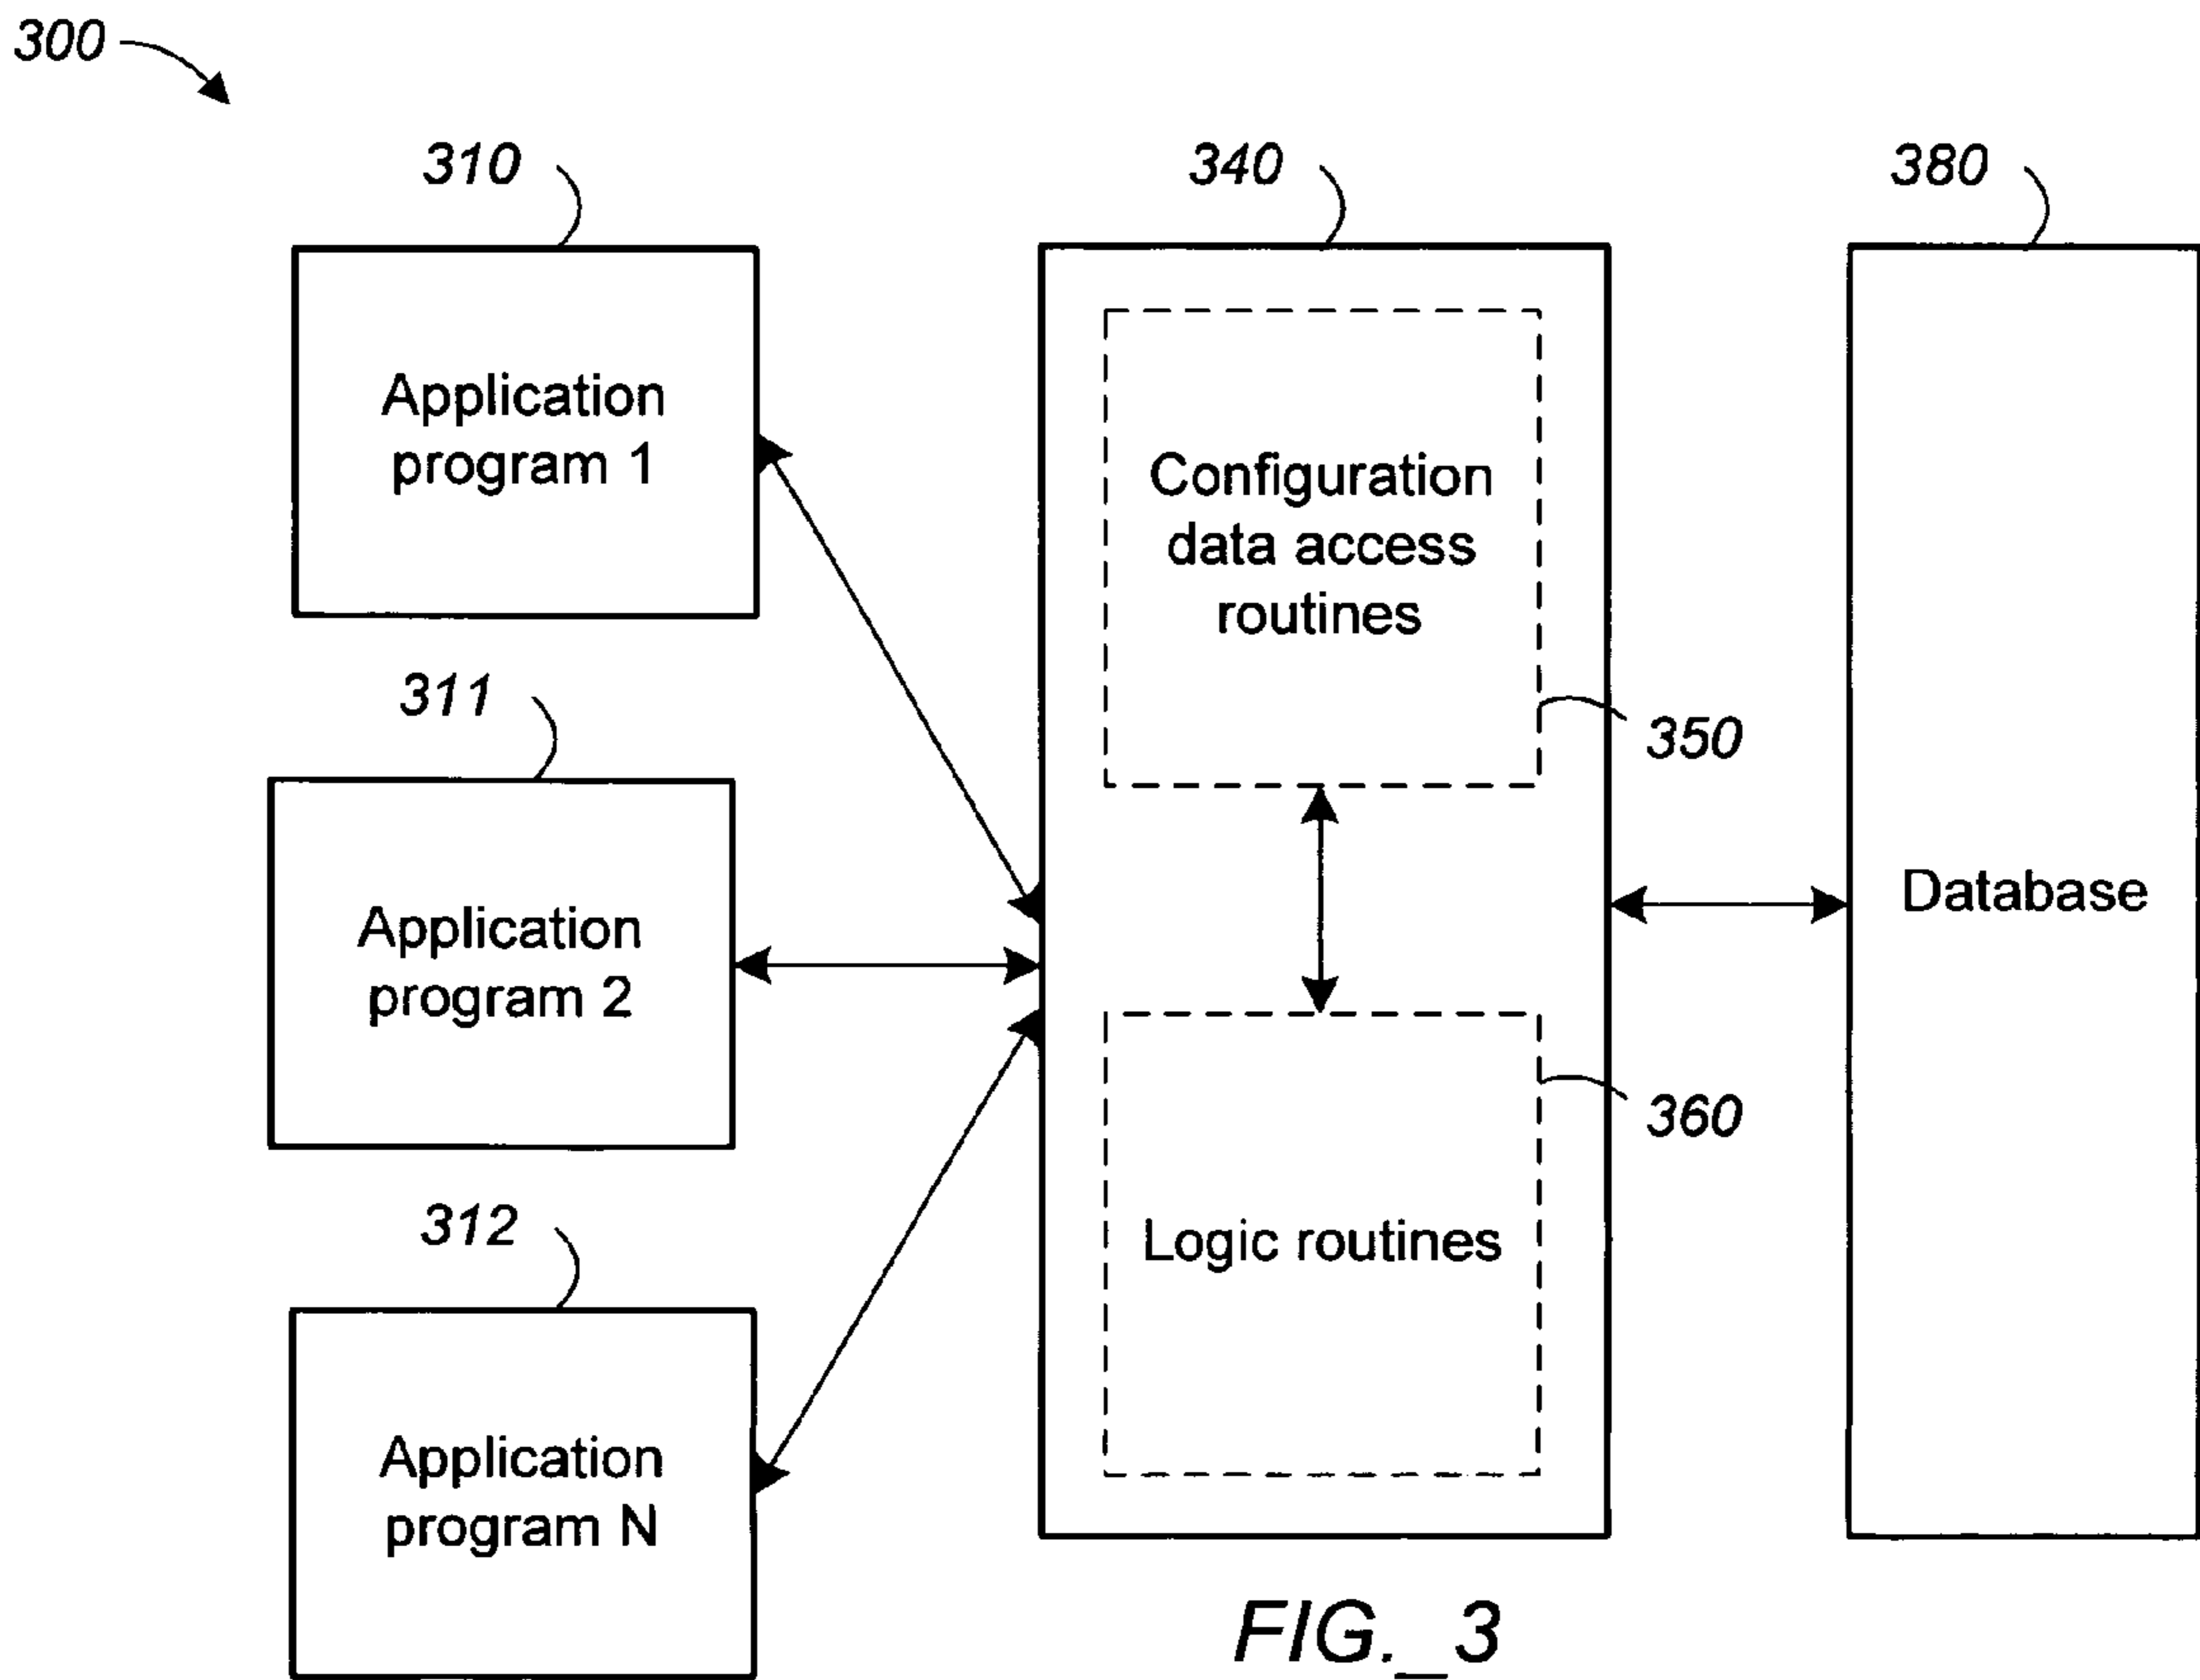 300
310
340
380
Application
program 1
Configuration
data access
routines
311
350
Application
program 2
Database
360
312
Logic routines
Application
program N
FIG._3